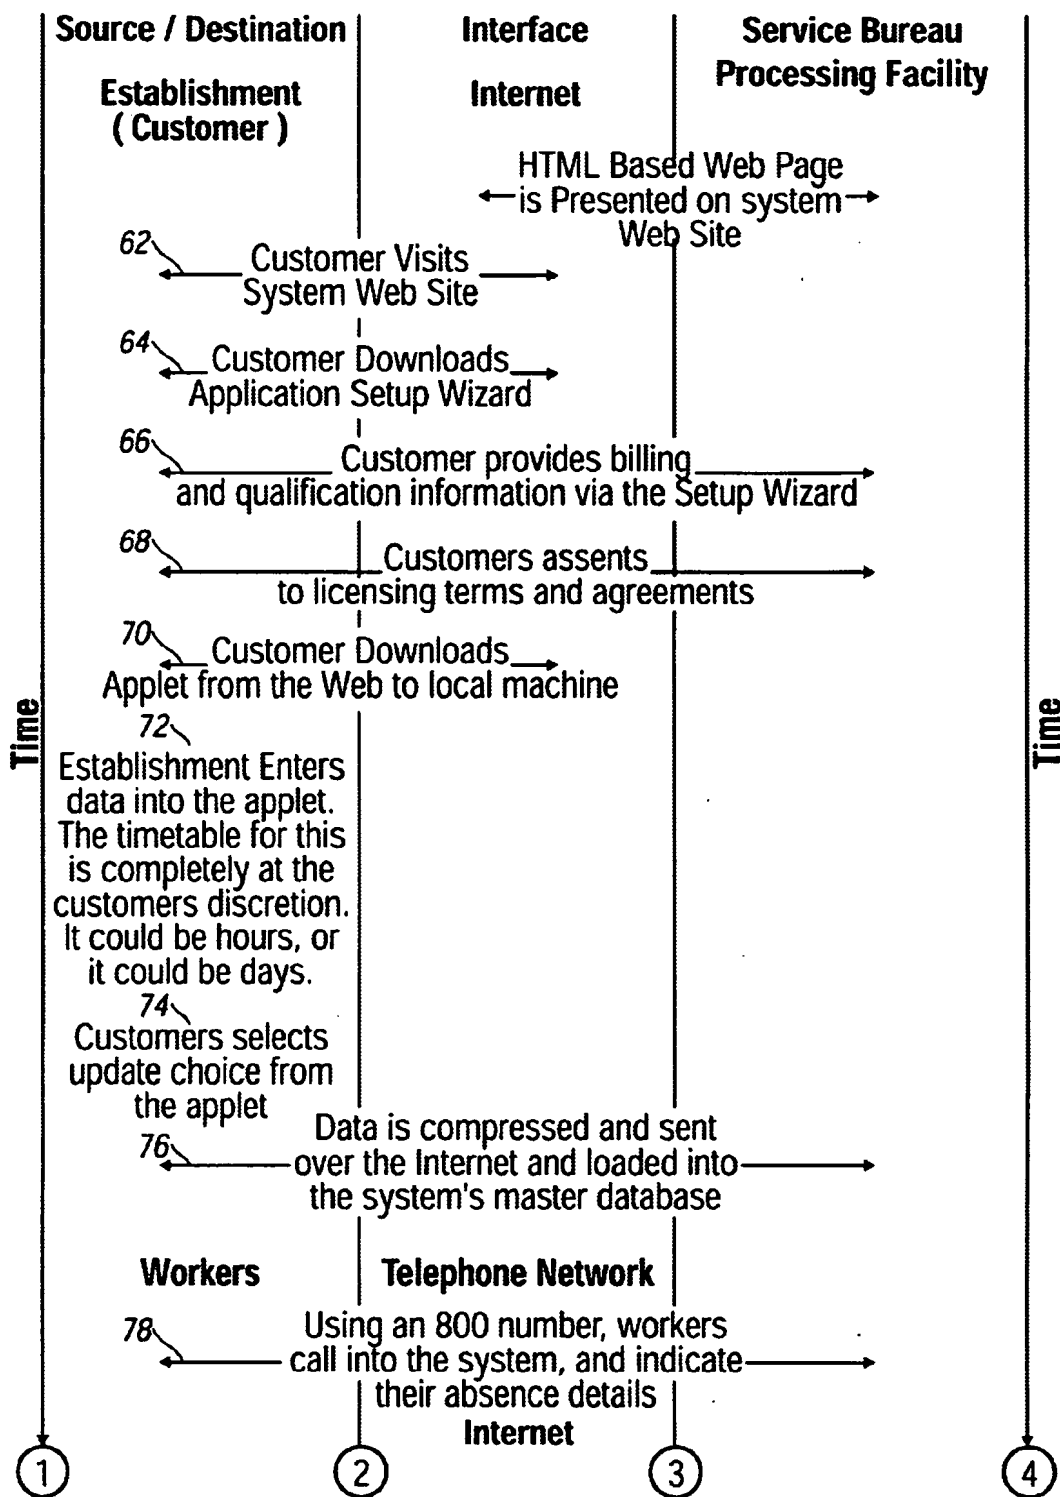 Source / Destination
Interface
Service Bureau
Processing Facility
Establishment
( Customer )
Internet
HTML Based Web Page
is Presented on system
Web Site
62
Customer Visits
System Web Site
64
Customer Downloads
Application Setup Wizard
66
Customer provides billing
and qualification information via the Setup Wizard
68
Customers assents
to licensing terms and agreements
70
Customer Downloads
Applet from the Web to local machine
Time
Time
72
Establishment Enters
data into the applet.
The timetable for this
is completely at the
customers discretion.
It could be hours, or
it could be days.
74
Customers selects
update choice from
the applet
76
Data is compressed and sent
over the Internet and loaded into
the system's master database
Workers
Telephone Network
78
Using an 800 number, workers
call into the system, and indicate
their absence details
Internet
1
2
3
4